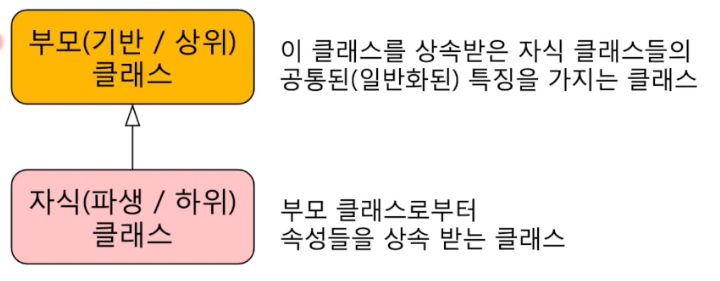 부모(기반 / 상위)
클래스
이 클래스를 상속받은 자식 클래스들의
공통된(일반화된) 특징을 가지는 클래스
자식(파생 / 하위)
클래스
부모 클래스로부터
속성들을 상속 받는 클래스